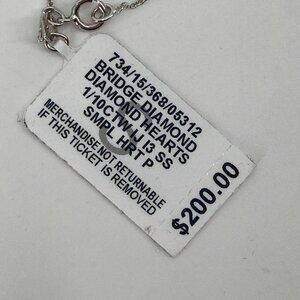 734/15/368/05312
BRIDGE DIAMOND
DIAMOND HEARTS
1/10CTW IJ I3 SS
SMPL HRT P
MERCHANDISE NOT RETURNABLE
IF THIS TICKET IS REMOVED
$200.00